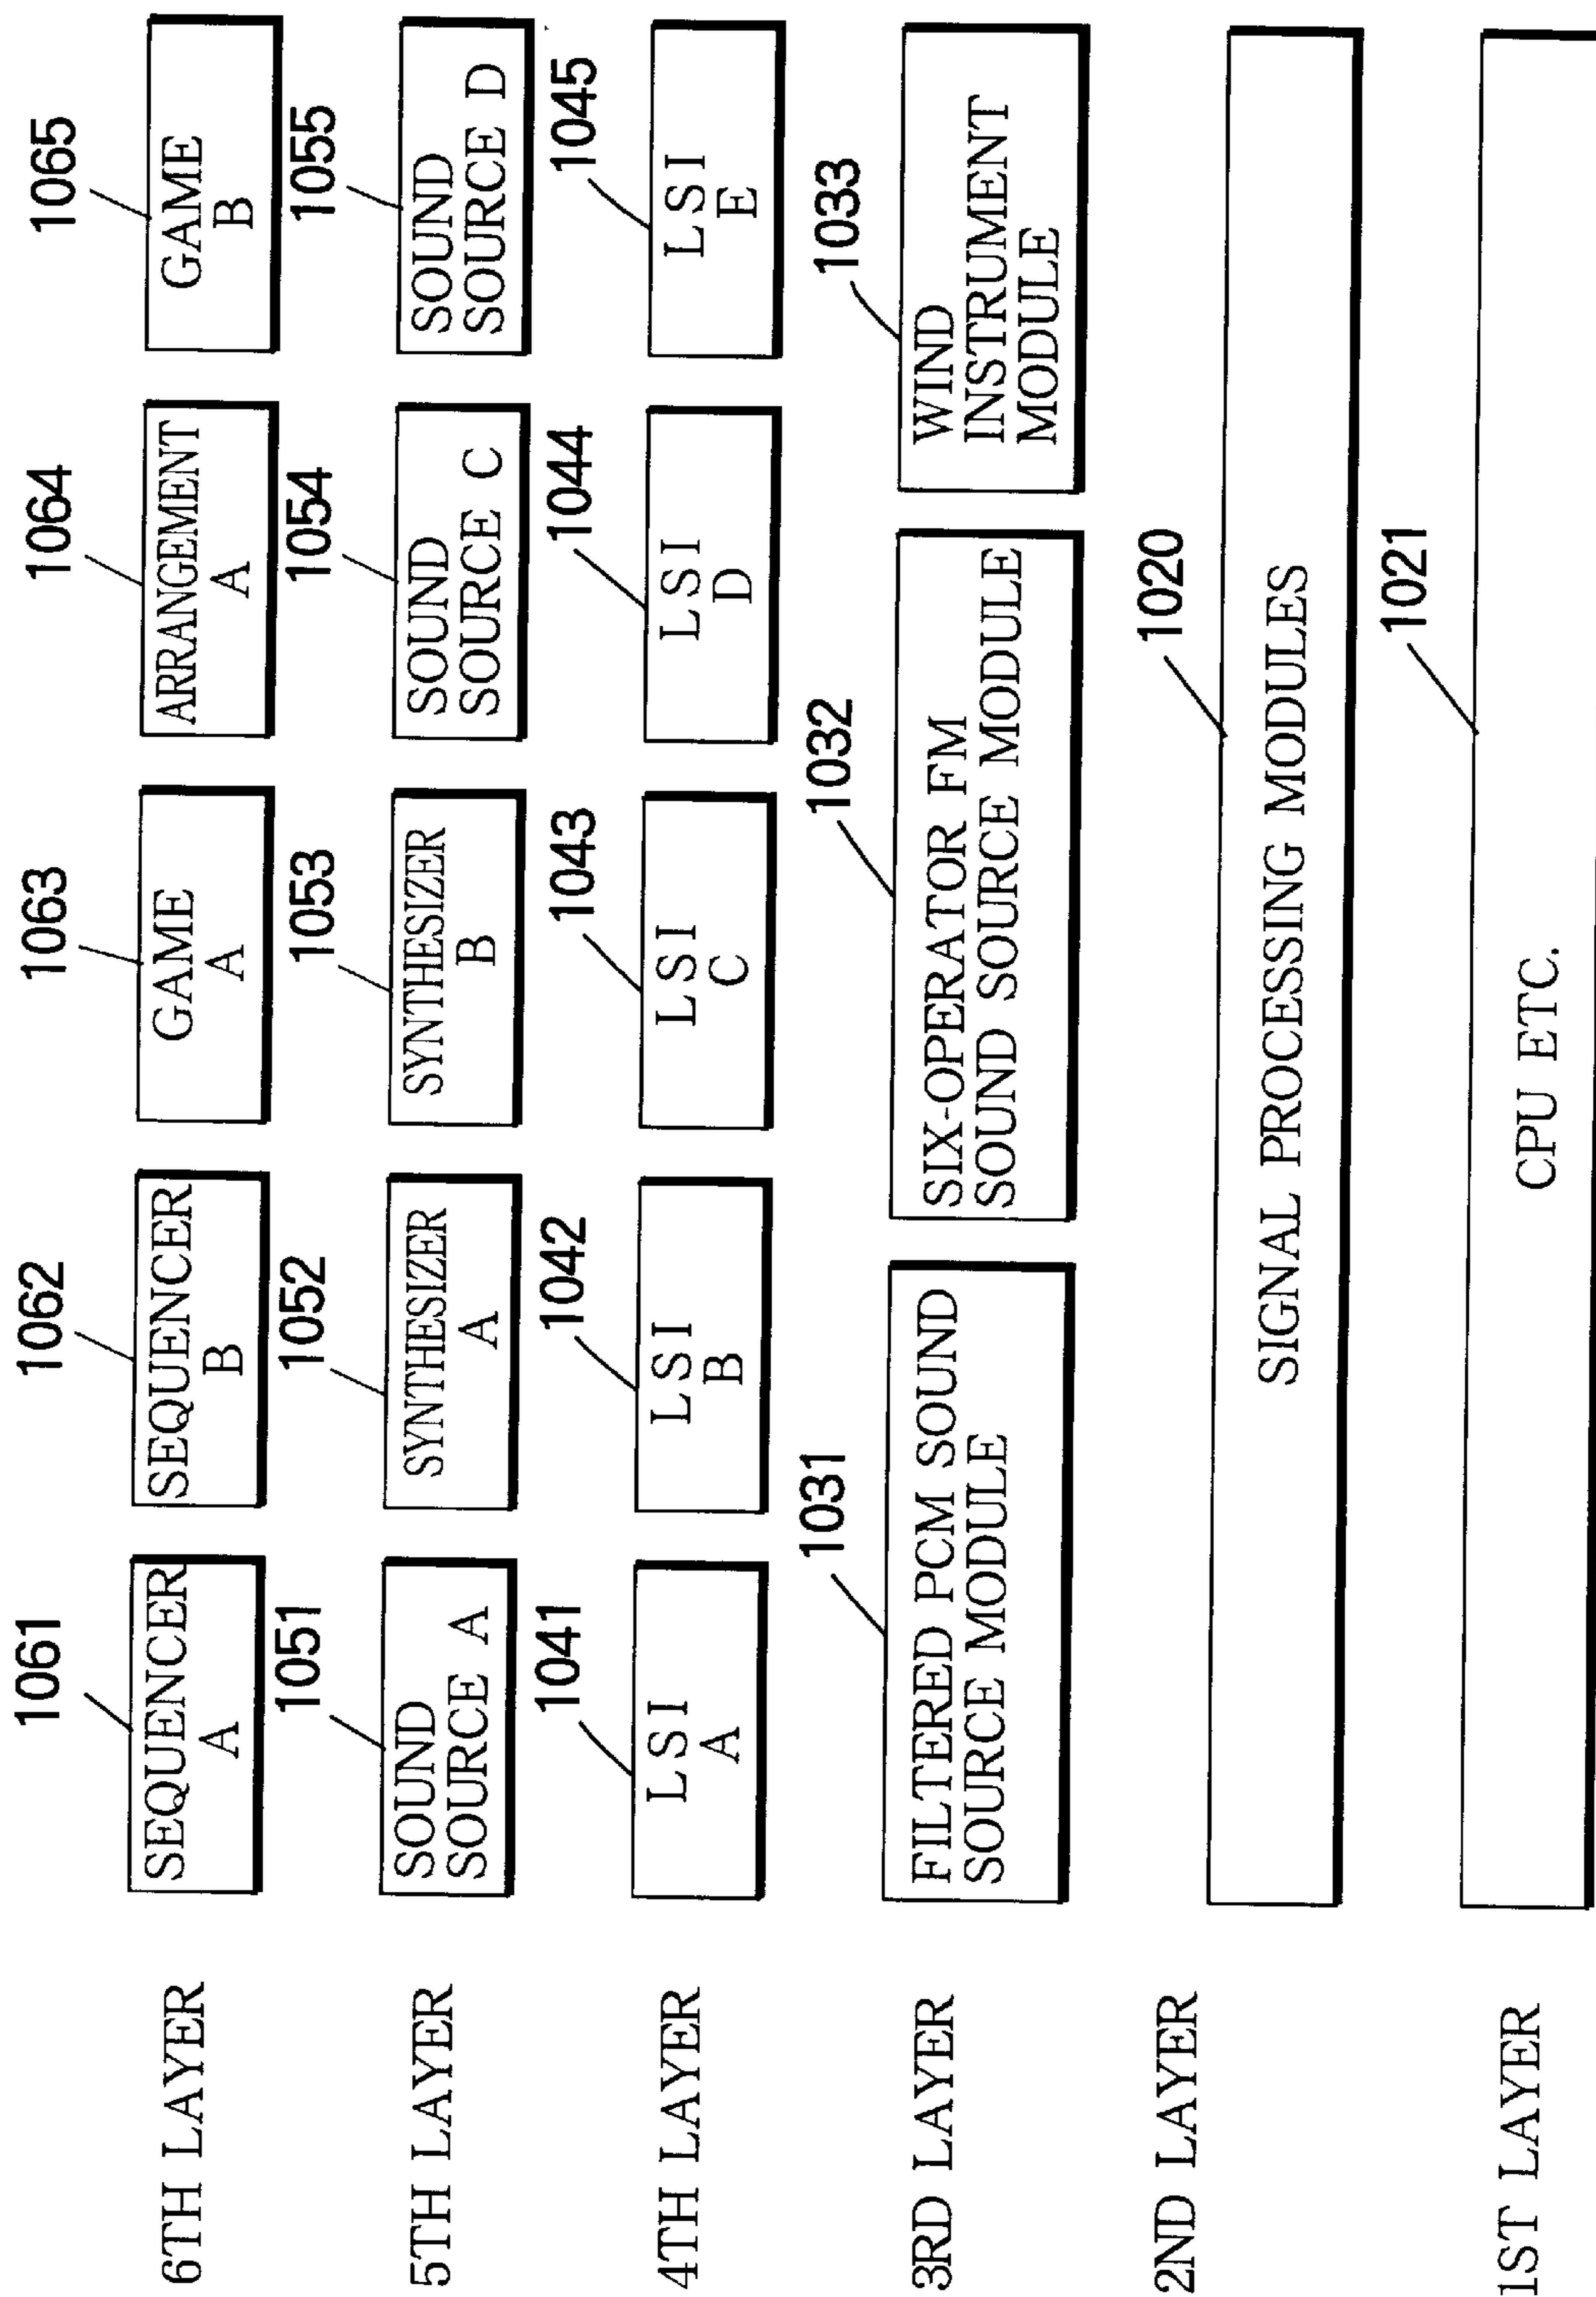 1061
1062
1063
1064
1065
6TH LAYER
SEQUENCER
A
SEQUENCER
B
GAME
A
ARRANGEMENT
A
GAME
B
1051
1052
1053
1054
1055
5TH LAYER
SOUND
SOURCE A
SYNTHESIZER
A
SYNTHESIZER
B
SOUND
SOURCE C
SOUND
SOURCE D
1041
1042
1043
1044
1045
4TH LAYER
LSI
A
LSI
B
LSI
C
LSI
D
LSI
E
1031
1032
1033
3RD LAYER
FILTERED PCM SOUND
SOURCE MODULE
SIX-OPERATOR FM
SOUND SOURCE MODULE
WIND
INSTRUMENT
MODULE
1020
2ND LAYER
SIGNAL PROCESSING MODULES
1021
1ST LAYER
CPU ETC.